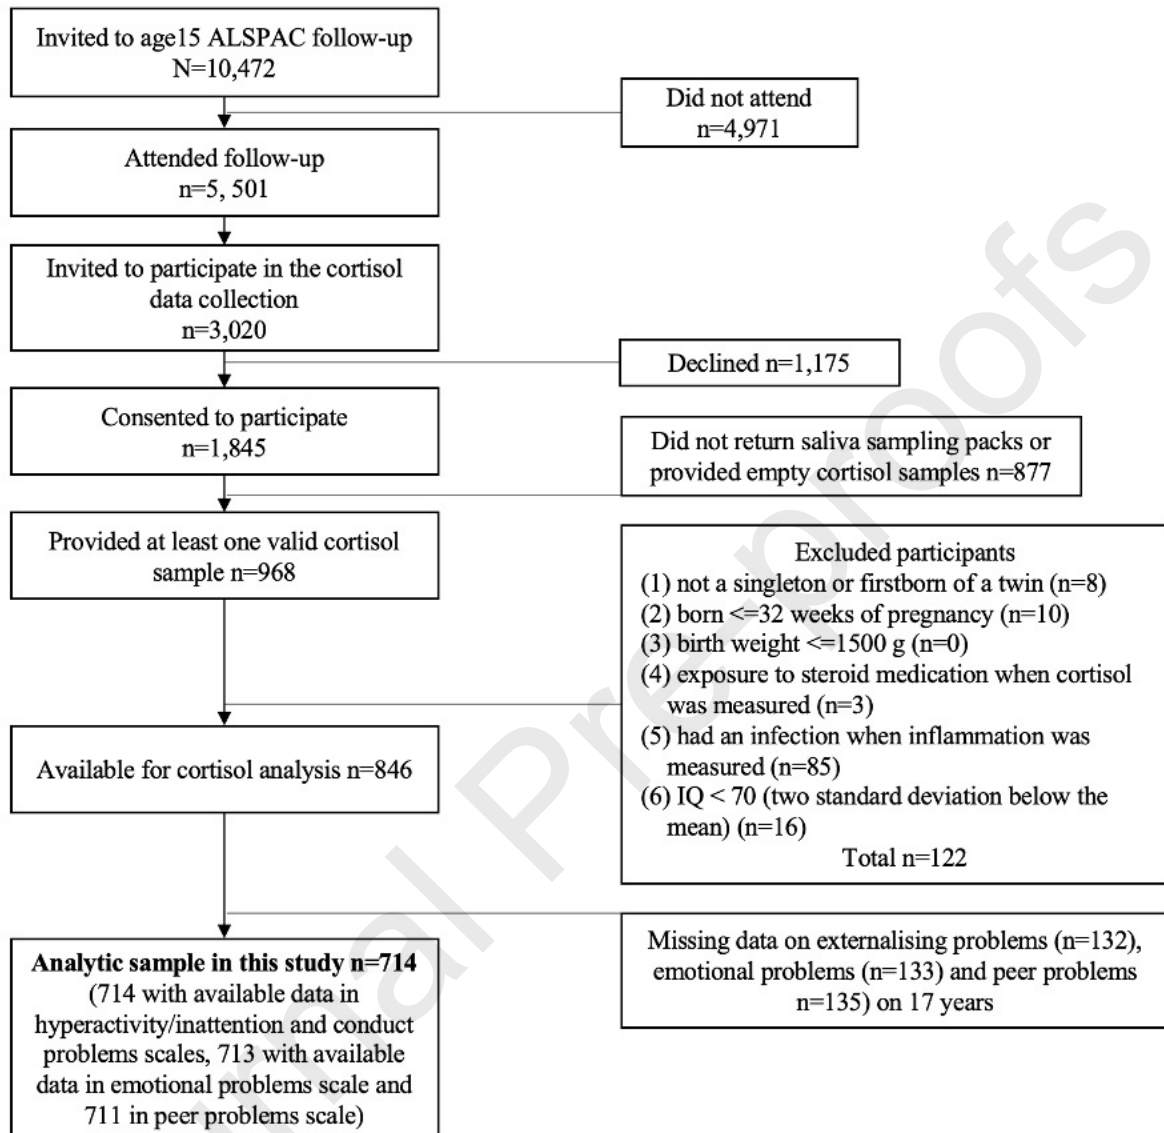 Invited to age15 ALSPAC follow-up
N=10,472
Did not attend
n=4,971
Attended follow-up
n=5, 501
Invited to participate in the cortisol
data collection
n=3,020
Declined n=1,175
Consented to participate
n=1,845
Did not return saliva sampling packs or
provided empty cortisol samples n=877
Provided at least one valid cortisol
sample n=968
Excluded participants
(1) not a singleton or firstborn of a twin (n=8)
(2) born <=32 weeks of pregnancy (n=10)
(3) birth weight <=1500 g (n=0)
(4) exposure to steroid medication when cortisol
was measured (n=3)
(5) had an infection when inflammation was
measured (n=85)
(6) IQ < 70 (two standard deviation below the
mean) (n=16)
Total n=122
Available for cortisol analysis n=846
Missing data on externalising problems (n=132),
emotional problems (n=133) and peer problems
n=135) on 17 years
Analytic sample in this study n=714
(714 with available data in
hyperactivity/inattention and conduct
problems scales, 713 with available
data in emotional problems scale and
711 in peer problems scale)
rnal Pre-proofs